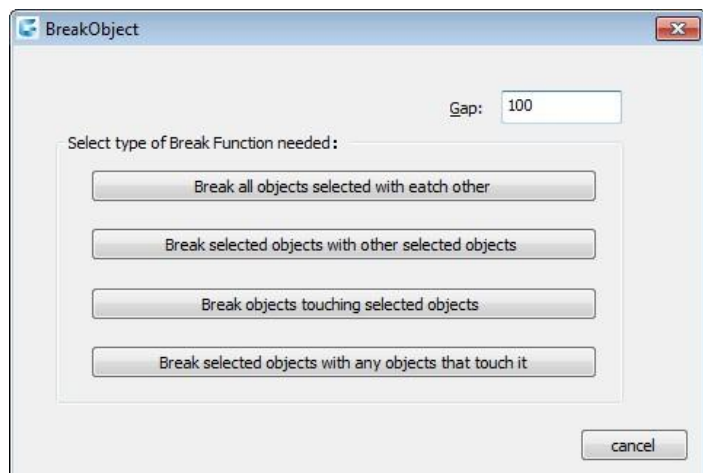 BreakObject
Gap: 100
Select type of Break Function needed:
Break all objects selected with eatch other
Break selected objects with other selected objects
Break objects touching selected objects
Break selected objects with any objects that touch it
cancel